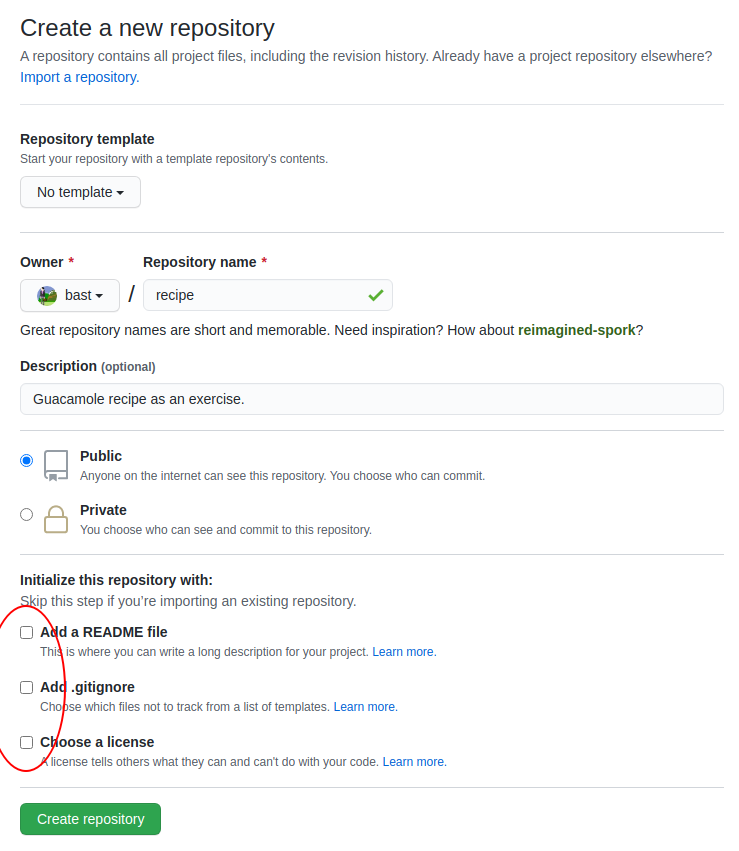 Create a new repository
A repository contains all project files, including the revision history. Already have a project repository elsewhere?
Import a repository.
Repository template
Start your repository with a template repository's contents.
No template
Owner * Repository name *
bast / recipe
Great repository names are short and memorable. Need inspiration? How about reimagined-spork?
Description (optional)
Guacamole recipe as an exercise.
Public
Anyone on the internet can see this repository. You choose who can commit.
Private
You choose who can see and commit to this repository.
Initialize this repository with:
Skip this step if you’re importing an existing repository.
Add a README file
This is where you can write a long description for your project. Learn more.
Add .gitignore
Choose which files not to track from a list of templates. Learn more.
Choose a license
A license tells others what they can and can't do with your code. Learn more.
Create repository